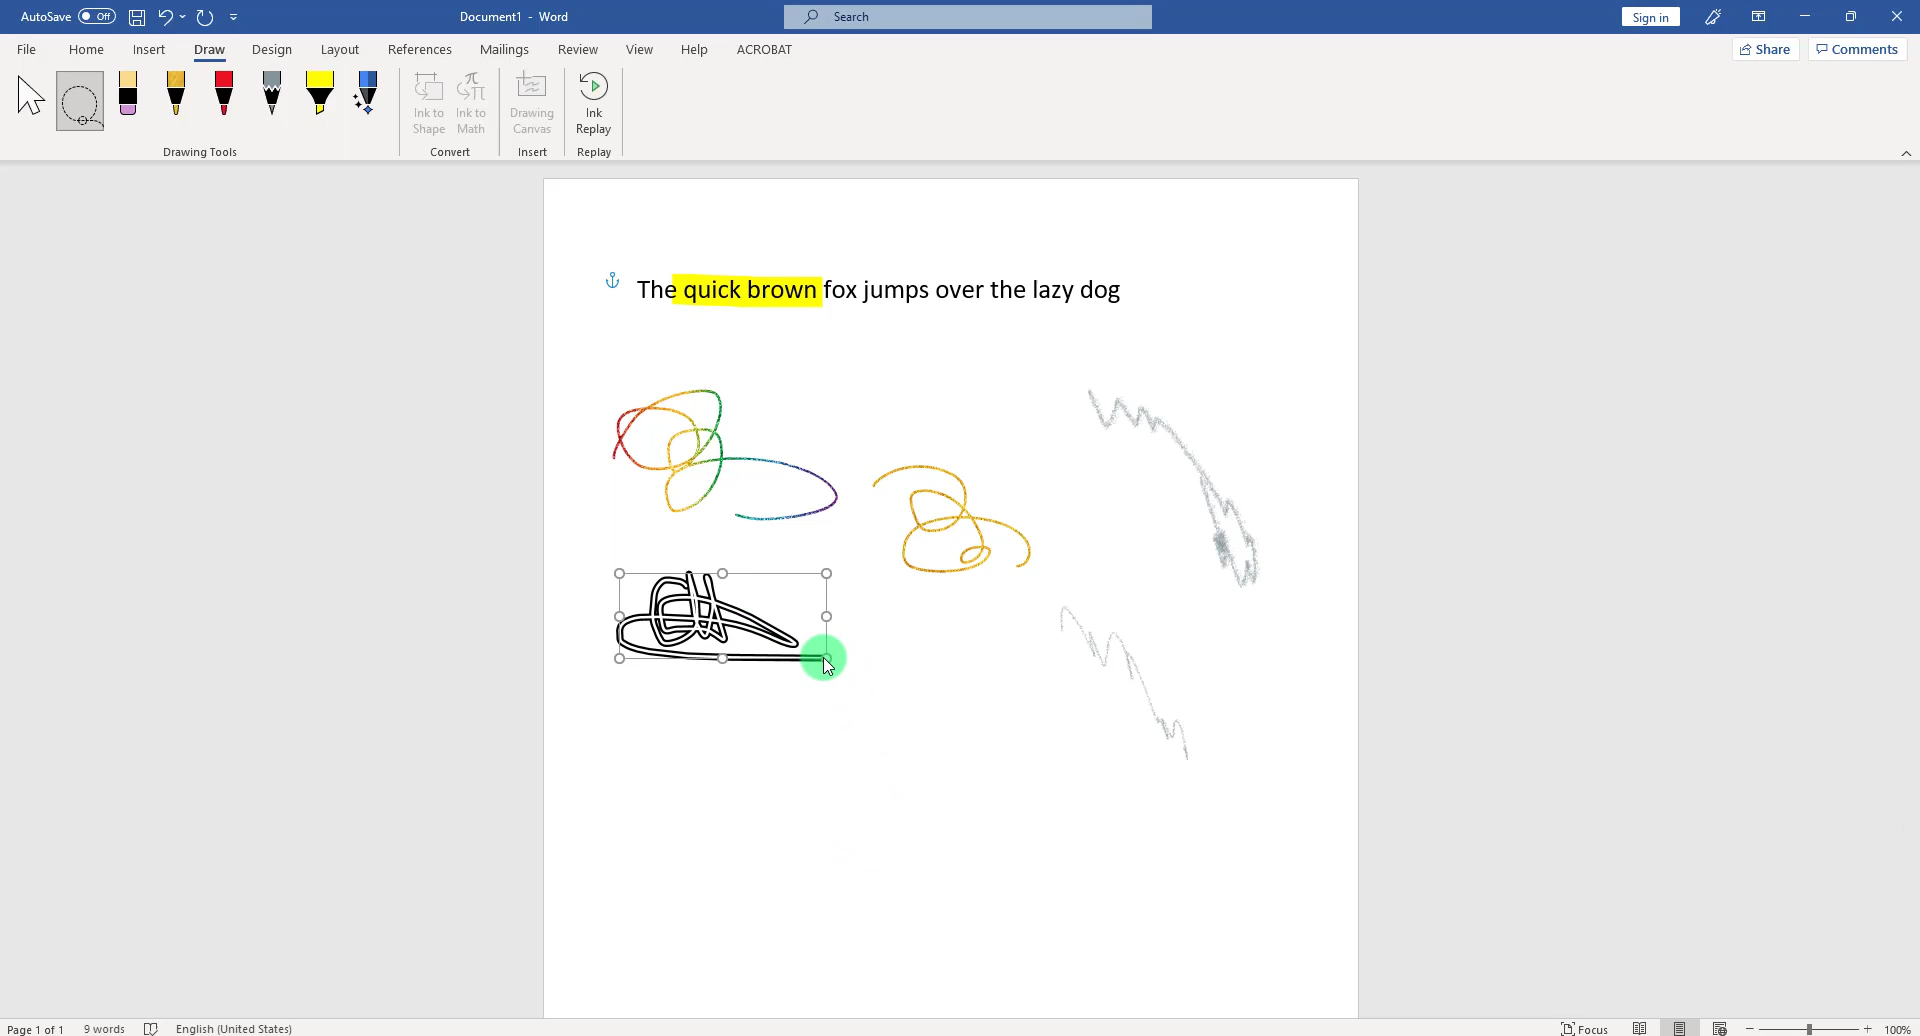 AutoSave Off Document1 - Word Search Sign in
File Home Insert Draw Design Layout References Mailings Review View Help ACROBAT Share Comments
Ink to Shape
Ink to Math
Drawing Canvas
Ink Replay
Drawing Tools Convert Insert Replay
The quick brown fox jumps over the lazy dog
Page 1 of 1 9 words English (United States) Focus 100%